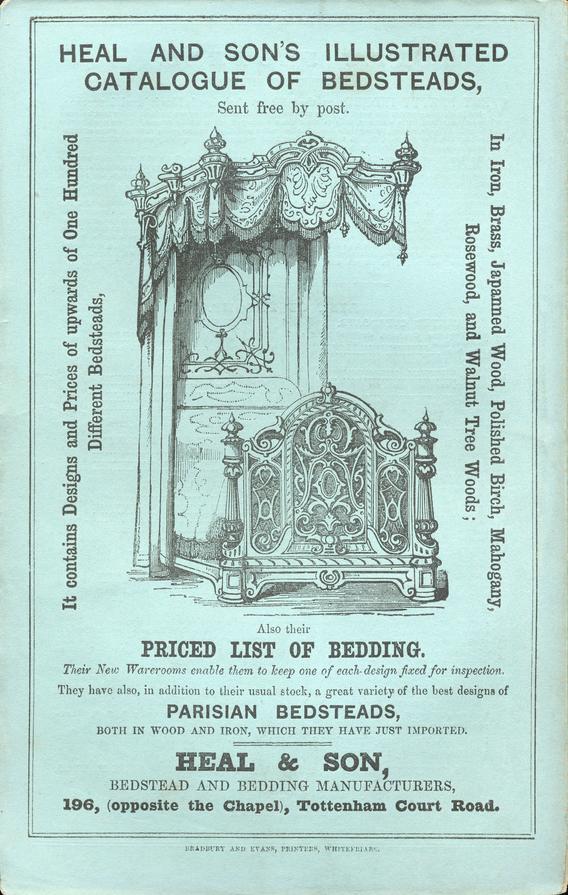 HEAL AND SON'S ILLUSTRATED
CATALOGUE OF BEDSTEADS,
Sent free by post.
It contains Designs and Prices of upwards of One Hundred
Different Bedsteads,
In Iron, Brass, Japanned Wood, Polished Birch, Mahogany,
Rosewood, and Walnut Tree Woods;
Also their
PRICED LIST OF BEDDING.
Their New Warerooms enable them to keep one of each design fixed for inspection.
They have also, in addition to their usual stock, a great variety of the best designs of
PARISIAN BEDSTEADS,
BOTH IN WOOD AND IRON, WHICH THEY HAVE JUST IMPORTED.
HEAL & SON,
BEDSTEAD AND BEDDING MANUFACTURERS,
196, (opposite the Chapel), Tottenham Court Road.
BRADBURY AND EVANS, PRINTERS, WHITEFRIARS.